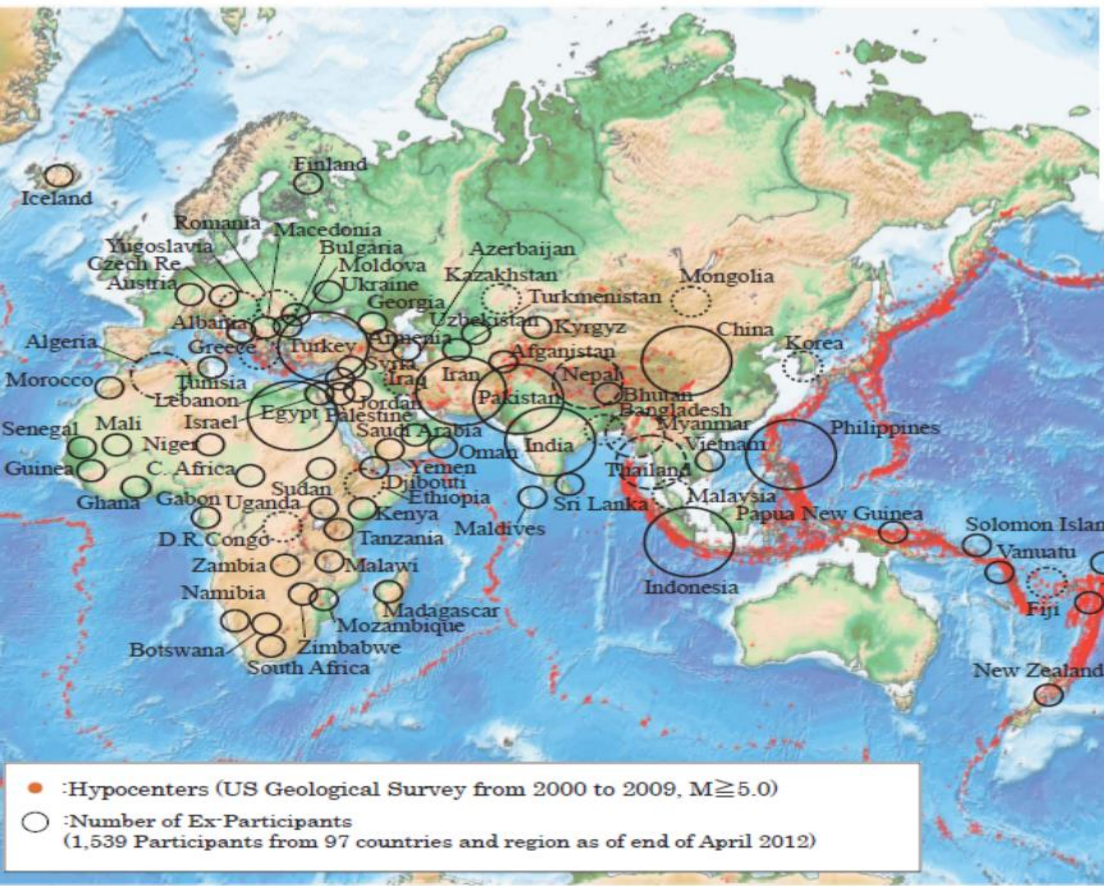 Finland
Iceland
Romania
Macedonia
Yugoslavia
Bulgaria
Azerbaijan
Czech Re
Moldova
Kazakhstan
Mongolia
Austria
Ukraine
Turkmenistan
Georgia
Albania
Uzbekistan
Kyrgyz
China
Algeria
Greece
Turkey
Armenia
Korea
Afganistan
Syria
Morocco
Tunisia
Iraq
Iran
Nepal
Lebanon
Jordan
Pakistan
Bhutan
Egypt
Palestine
Bangladesh
Senegal
Mali
Israel
Saudi Arabia
Myanmar
Philippines
Niger
India
Vietnam
Oman
Guinea
C. Africa
Yemen
Thailand
Djibouti
Sudan
Ghana
Gabon
Uganda
Ethiopia
Sri Lanka
Malaysia
Kenya
Papua New Guinea
Maldives
Solomon Islan
D.R.Congo
Tanzania
Vanuatu
Zambia
Malawi
Indonesia
Namibia
Madagascar
Fiji
Mozambique
Botswana
Zimbabwe
South Africa
New Zealand
:Hypocenters (US Geological Survey from 2000 to 2009, M≧5.0)
:Number of Ex-Participants
(1,539 Participants from 97 countries and region as of end of April 2012)